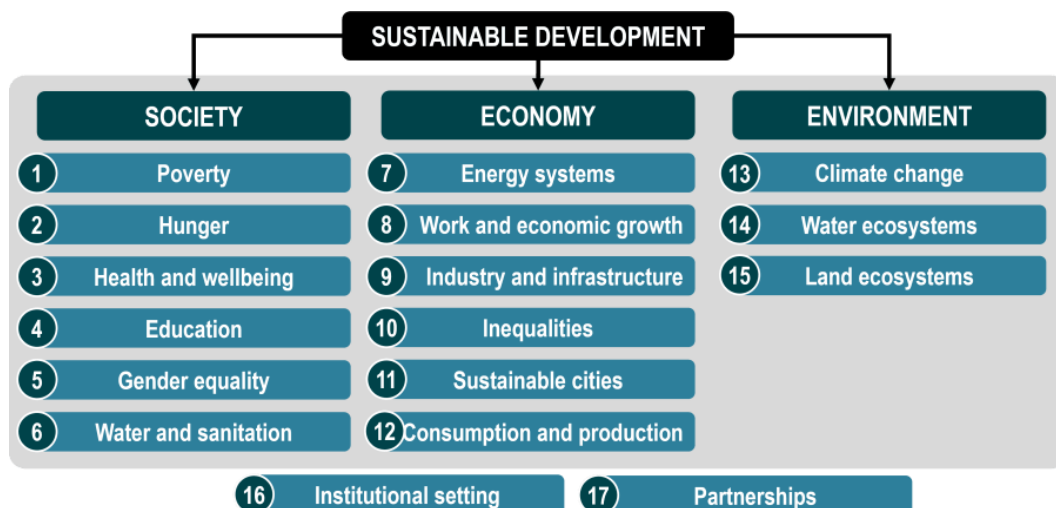 SUSTAINABLE DEVELOPMENT
SOCIETY
1 Poverty
2 Hunger
3 Health and wellbeing
4 Education
5 Gender equality
6 Water and sanitation
ECONOMY
7 Energy systems
8 Work and economic growth
9 Industry and infrastructure
10 Inequalities
11 Sustainable cities
12 Consumption and production
ENVIRONMENT
13 Climate change
14 Water ecosystems
15 Land ecosystems
16 Institutional setting
17 Partnerships